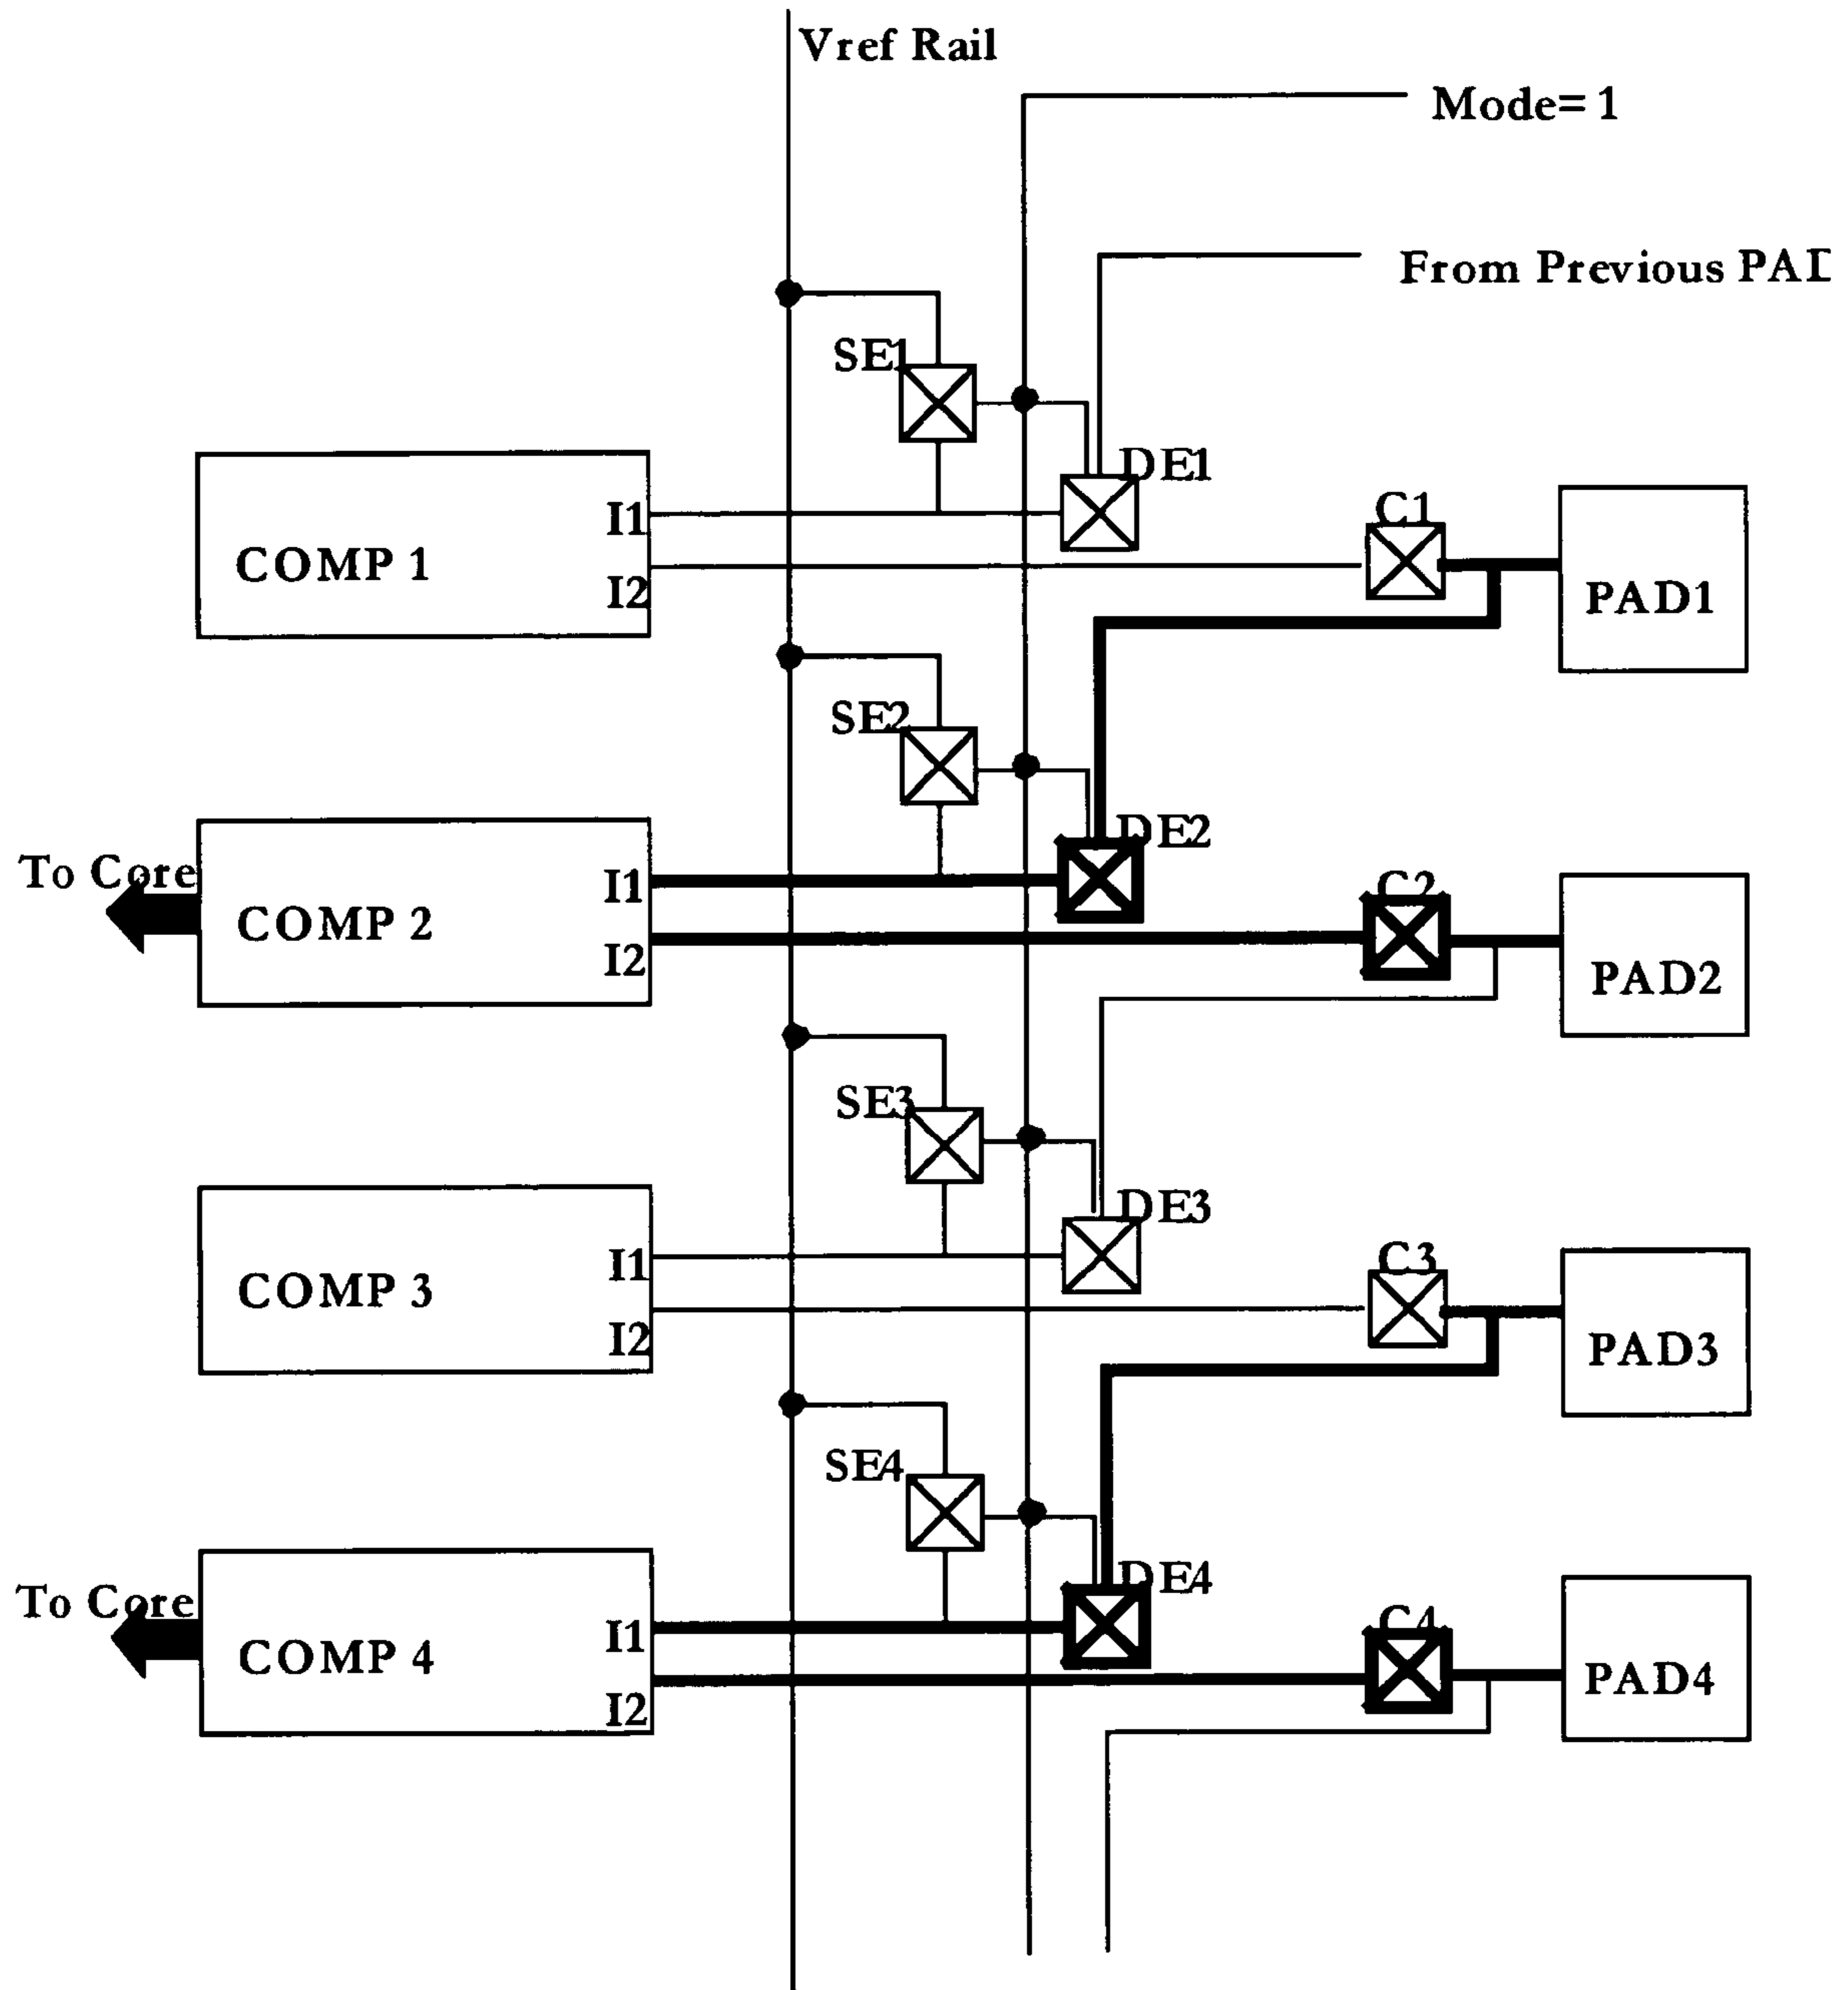 Vref Rail
Mode= 1
From Previous PAD
SE1
DE1
C1
I1
COMP 1
I2
PAD1
SE2
DE2
To Core
I1
C2
COMP 2
I2
PAD2
SE3
DE3
I1
C3
COMP 3
I2
PAD3
SE4
DE4
To Core
I1
C4
COMP 4
I2
PAD4